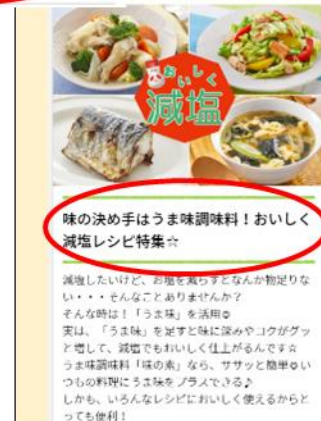 おいしく
減塩
味の決め手はうま味調味料！おいしく
減塩レシピ特集☆
減塩したいけど、お塩を減らすとなんか物足りな
い・・・そんなことありませんか？
そんな時は！「うま味」を活用
実は、「うま味」を足すと味に深みやコクがグッ
と増して、減塩でもおいしく仕上がるんです☆
うま味調味料「味の素」なら、ササッと簡単
いつもの料理にうま味をプラスできる♪
しかも、いろんなレシピにおいしく使えるからと
っても便利！